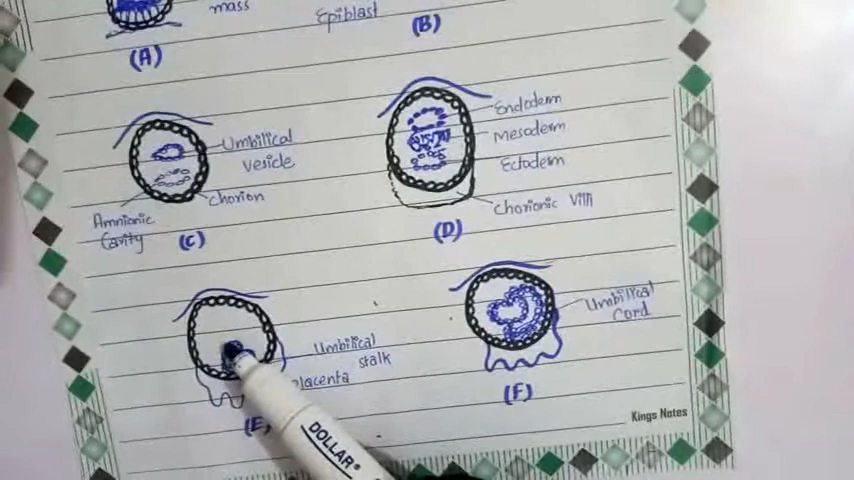 mass
Epiblast
(A)
(B)
Umbilical
vesicle
Chorion
Amnionic
Cavity
(C)
Endoderm
Mesoderm
Ectoderm
Chorionic Villi
(D)
Umbilical
stalk
Placenta
(E)
Umbilical
Cord
(F)
Kings Notes
DOLLAR